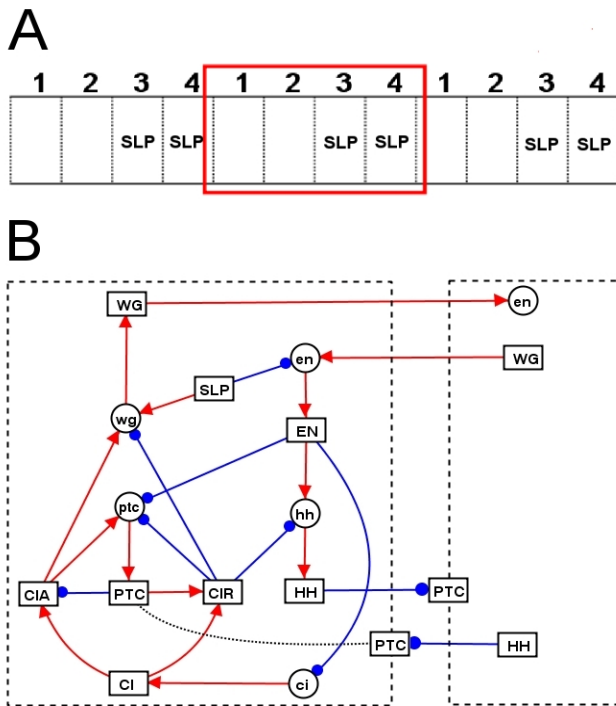 A
1 2 3 4 1 2 3 4 1 2 3 4
SLP SLP SLP SLP SLP SLP
B
WG en
en WG
SLP
wg EN
ptc hh
CIA PTC CIR HH PTC
PTC HH
CI ci